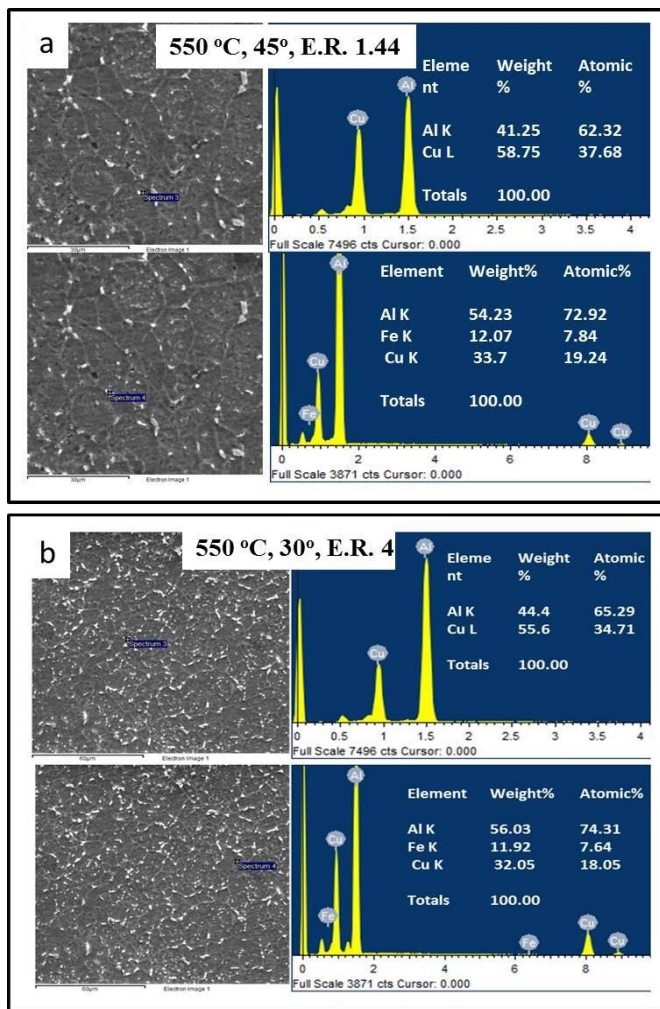 a
550 °C, 45°, E.R. 1.44
Spectrum 3
30µm
Electron Image 1
Eleme Weight Atomic
nt % %
Al K 41.25 62.32
Cu L 58.75 37.68
Totals 100.00
Cu
Al
0 0.5 1 1.5 2 2.5 3 3.5 4
Full Scale 7496 cts Cursor: 0.000
Spectrum 4
30µm
Electron Image 1
Element Weight% Atomic%
Al K 54.23 72.92
Fe K 12.07 7.84
Cu K 33.7 19.24
Totals 100.00
Al
Cu
Fe
Cu
Cu
0 2 4 6 8
Full Scale 3871 cts Cursor: 0.000
b
550 °C, 30°, E.R. 4
Spectrum 3
60µm
Electron Image 1
Eleme Weight Atomic
nt % %
Al K 44.4 65.29
Cu L 55.6 34.71
Totals 100.00
Al
Cu
0 0.5 1 1.5 2 2.5 3 3.5 4
Full Scale 7496 cts Cursor: 0.000
Spectrum 4
60µm
Electron Image 1
Element Weight% Atomic%
Al K 56.03 74.31
Fe K 11.92 7.64
Cu K 32.05 18.05
Totals 100.00
Al
Cu
Fe
Fe
Cu
Cu
0 2 4 6 8
Full Scale 3871 cts Cursor: 0.000